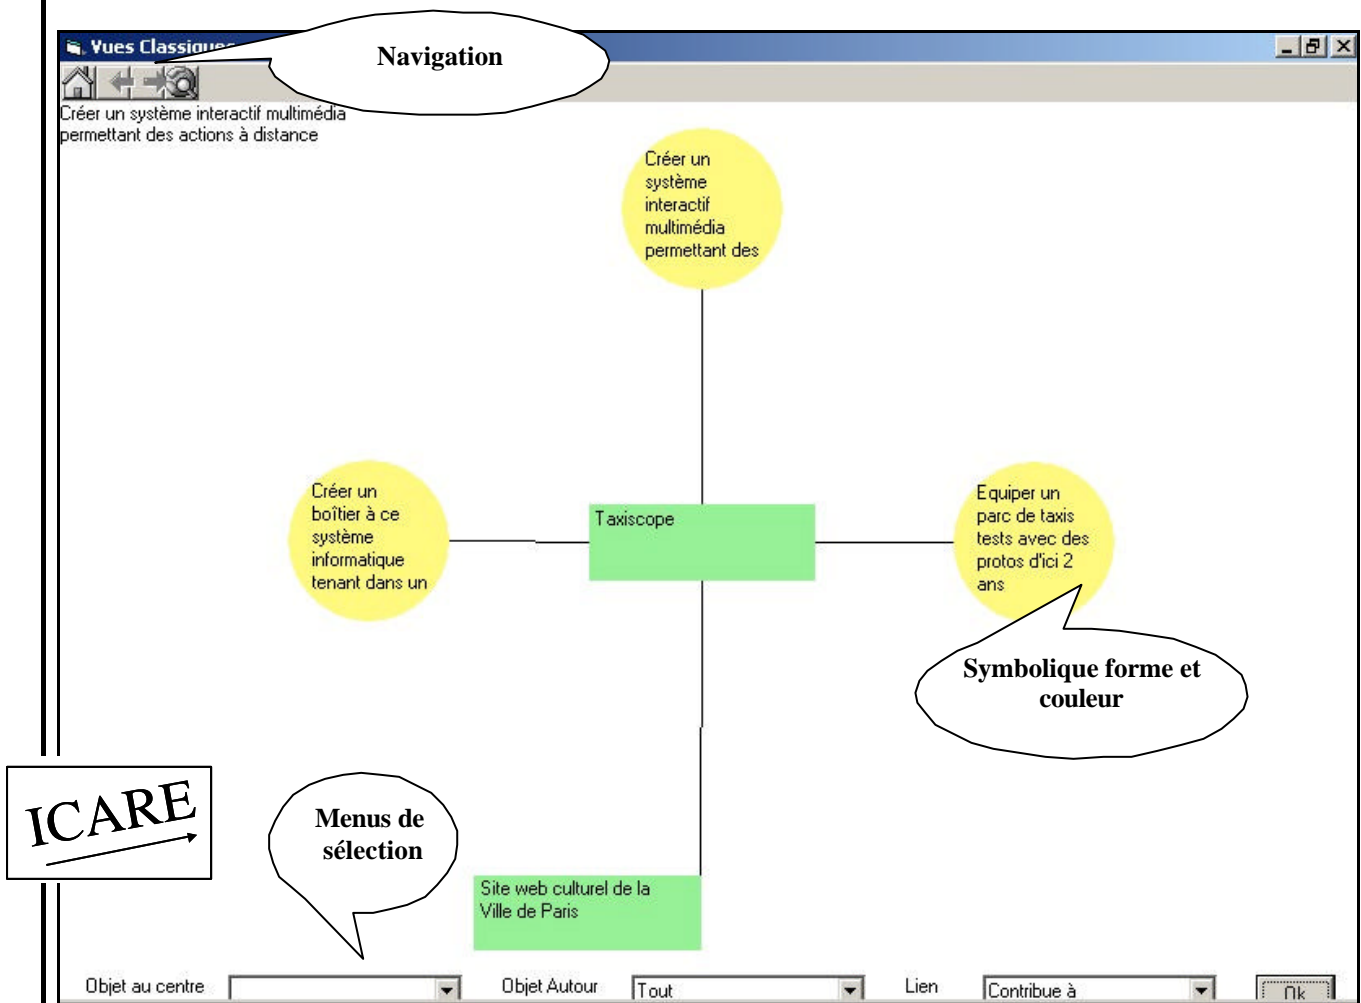 Vues Classiques
Navigation
Créer un système interactif multimédia
permettant des actions à distance
Créer un
système
interactif
multimédia
permettant des
Créer un
boîtier à ce
système
informatique
tenant dans un
Taxiscope
Equiper un
parc de taxis
tests avec des
protos d'ici 2
ans
Symbolique forme et
couleur
ICARE
Menus de
sélection
Site web culturel de la
Ville de Paris
Objet au centre
Objet Autour
Tout
Lien
Contribue à
Ok